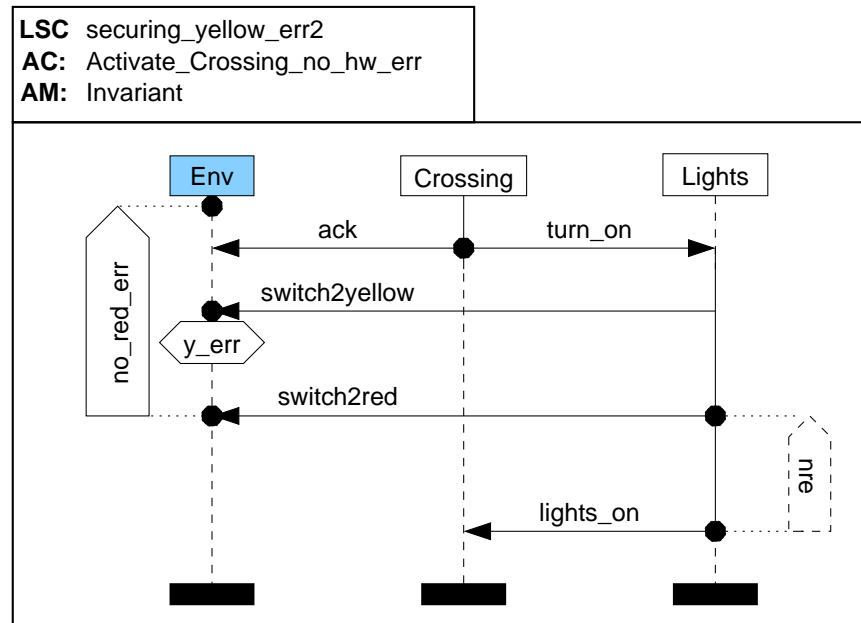 LSC securing_yellow_err2
AC: Activate_Crossing_no_hw_err
AM: Invariant
Env
Crossing
Lights
ack
turn_on
no_red_err
switch2yellow
y_err
switch2red
nre
lights_on